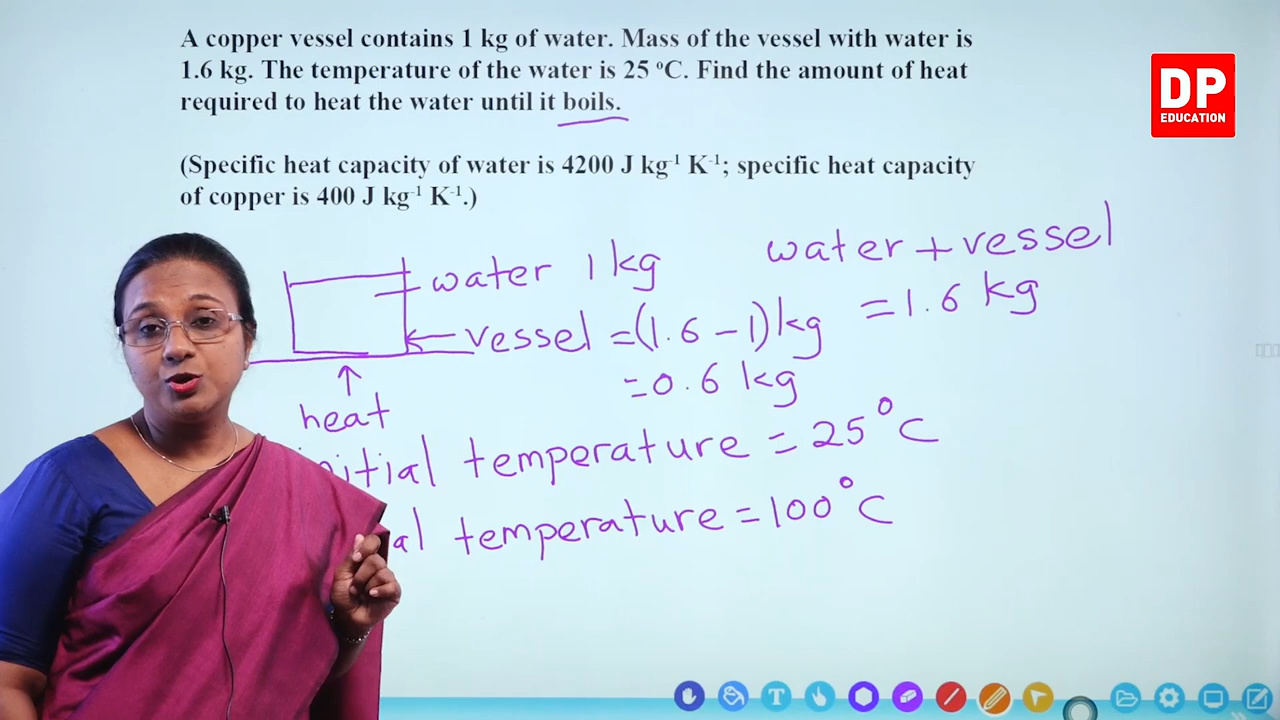 A copper vessel contains 1 kg of water. Mass of the vessel with water is
1.6 kg. The temperature of the water is 25 °C. Find the amount of heat
required to heat the water until it boils.
(Specific heat capacity of water is 4200 J kg⁻¹ K⁻¹; specific heat capacity
of copper is 400 J kg⁻¹ K⁻¹.)
DP
EDUCATION
water 1 kg
water + vessel
= 1.6 kg
vessel = (1.6 - 1) kg
= 0.6 kg
heat
initial temperature = 25°C
al temperature = 100°C
T